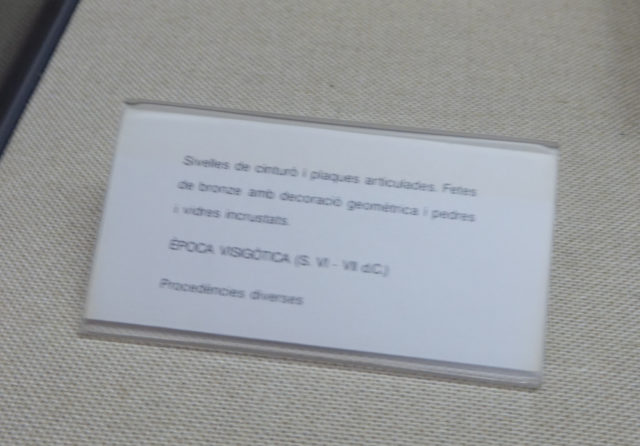 Sivelles de cinturó i plaques articulades. Fetes
de bronze amb decoració geomètrica i pedres
i vidres incrustats.
ÈPOCA VISIGÒTICA (S. VI - VII d.C.)
Procedències diverses